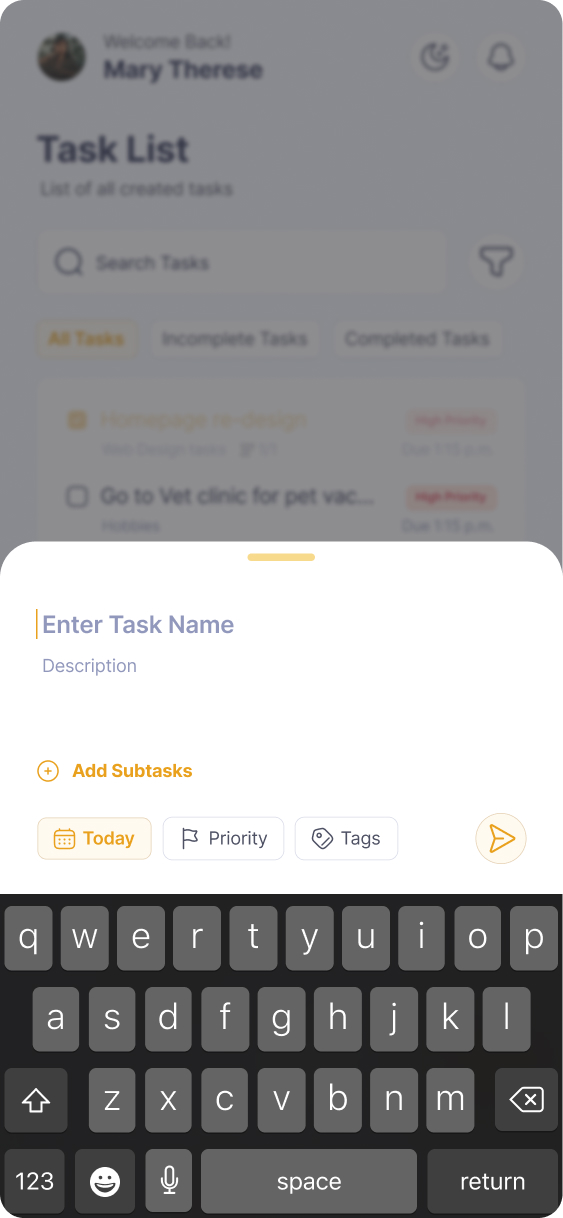 Welcome Back!
Mary Therese
Task List
List of all created tasks
Search Tasks
All Tasks
Incomplete Tasks
Completed Tasks
Homepage re-design
High Priority
Web Design tasks
Due 1:15 p.m.
Go to Vet clinic for pet vac...
High Priority
Hobbies
Due 1:15 p.m.
Enter Task Name
Description
Add Subtasks
Today
Priority
Tags
q w e r t y u i o p
a s d f g h j k l
z x c v b n m
123
space
return